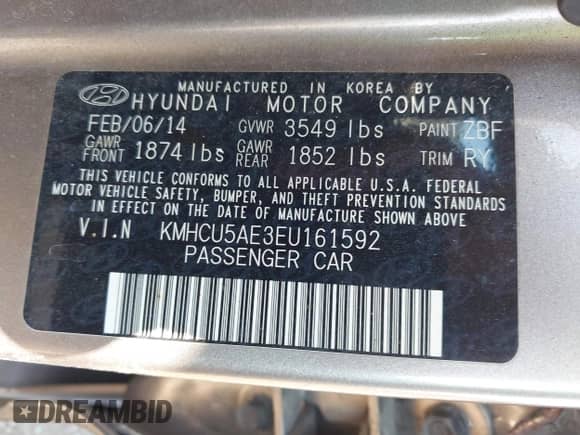 MANUFACTURED IN KOREA BY
HYUNDAI MOTOR COMPANY
FEB/06/14 GVWR 3549 lbs PAINT ZBF
GAWR FRONT 1874 lbs GAWR REAR 1852 lbs TRIM RY
THIS VEHICLE CONFORMS TO ALL APPLICABLE U.S.A. FEDERAL
MOTOR VEHICLE SAFETY, BUMPER, AND THEFT PREVENTION STANDARDS
IN EFFECT ON THE DATE OF MANUFACTURE SHOWN ABOVE
V.I.N KMHCU5AE3EU161592
PASSENGER CAR
DREAMBID